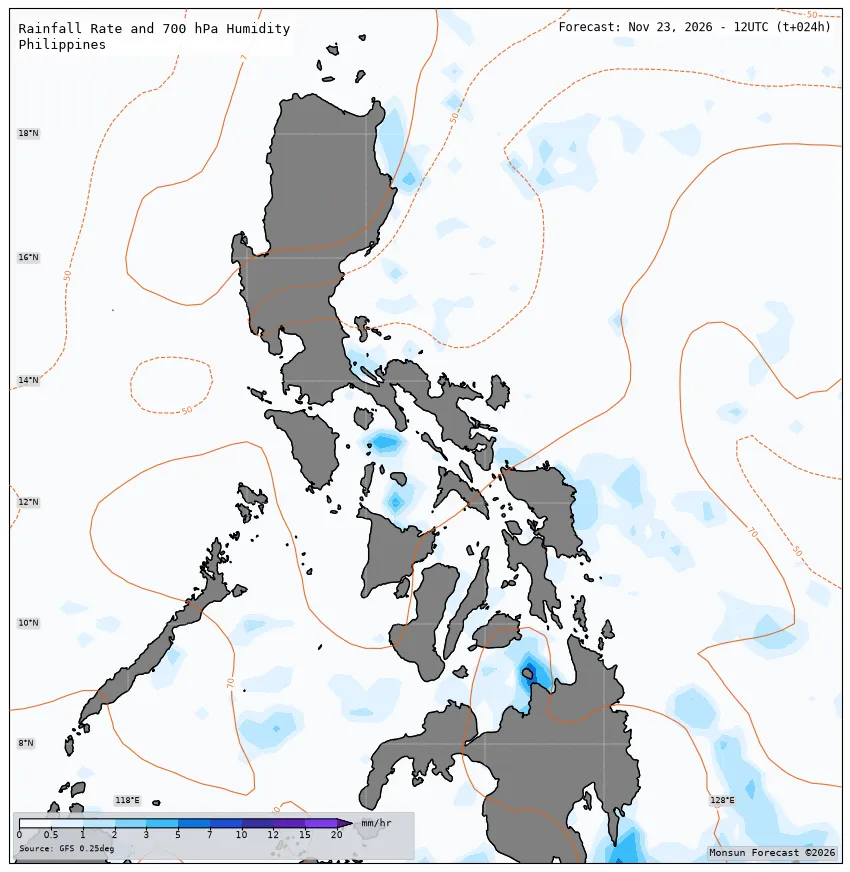 Rainfall Rate and 700 hPa Humidity
Philippines
Forecast: Nov 23, 2026 - 12UTC (t+024h)
50
50
18°N
16°N
50
14°N
50
12°N
70
50
10°N
70
8°N
118°E
128°E
0 0.5 1 2 3 5 7 10 12 15 20 mm/hr
Source: GFS 0.25deg
Monsun Forecast ©2026